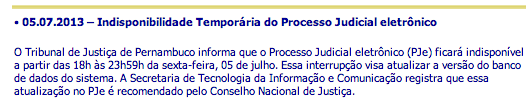 • 05.07.2013 – Indisponibilidade Temporária do Processo Judicial eletrônico
O Tribunal de Justiça de Pernambuco informa que o Processo Judicial eletrônico (PJe) ficará indisponível
a partir das 18h às 23h59h da sexta-feira, 05 de julho. Essa interrupção visa atualizar a versão do banco
de dados do sistema. A Secretaria de Tecnologia da Informação e Comunicação registra que essa
atualização no PJe é recomendado pelo Conselho Nacional de Justiça.